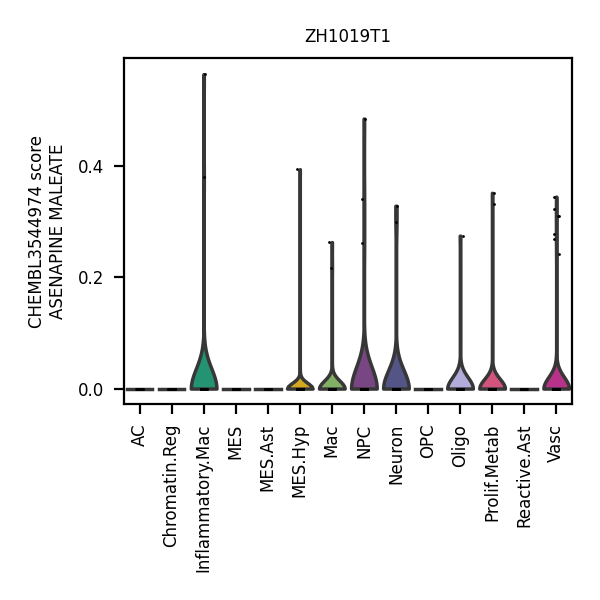 ZH1019T1
CHEMBL3544974 score
ASENAPINE MALEATE
0.4
0.2
0.0
AC
Chromatin.Reg
Inflammatory.Mac
MES
MES.Ast
MES.Hyp
Mac
NPC
Neuron
OPC
Oligo
Prolif.Metab
Reactive.Ast
Vasc